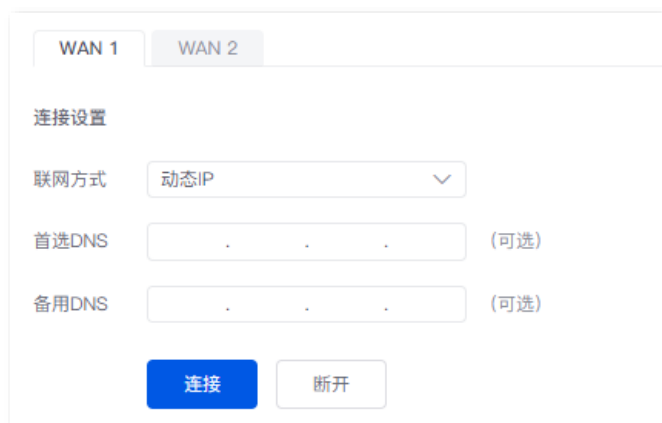 WAN 1 WAN 2
连接设置
联网方式 动态IP
首选DNS . . . (可选)
备用DNS . . . (可选)
连接 断开